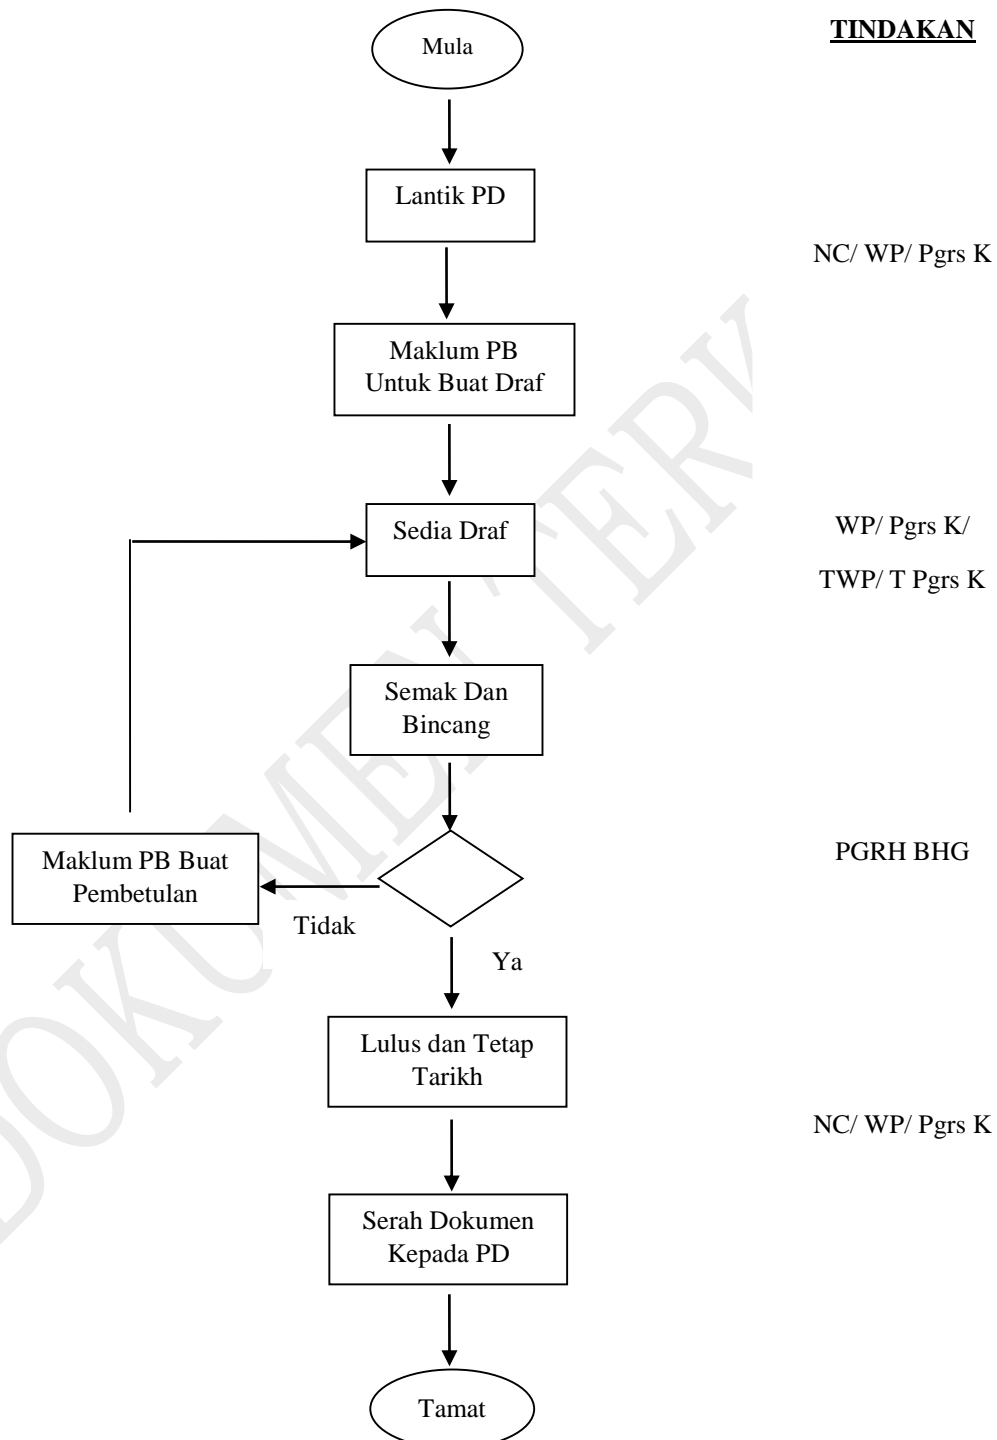 Mula
TINDAKAN
Lantik PD
NC/ WP/ Pgrs K
Maklum PB
Untuk Buat Draf
Sedia Draf
WP/ Pgrs K/
TWP/ T Pgrs K
Semak Dan
Bincang
Maklum PB Buat
Pembetulan
PGRH BHG
Tidak
Ya
Lulus dan Tetap
Tarikh
NC/ WP/ Pgrs K
Serah Dokumen
Kepada PD
Tamat
DOKUMEN TERK